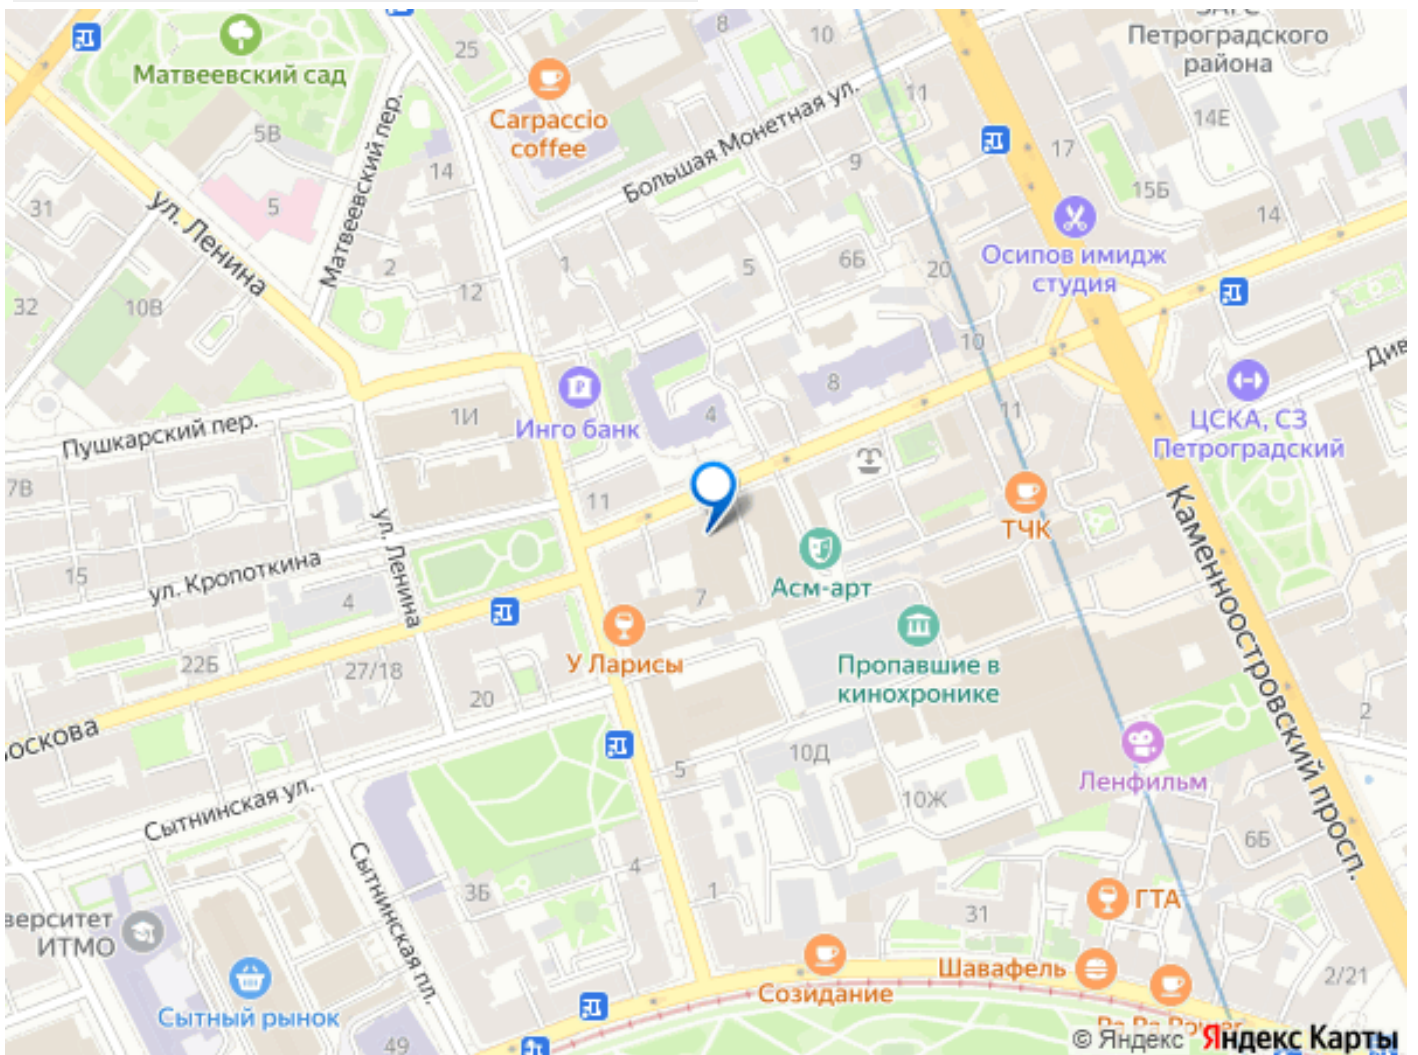 ЗАГС
Петроградского
района
Матвеевский сад
25
8
10
Carpaccio
coffee
Большая Монетная ул.
11
14Е
5В
Матвеевский пер.
14
9
17
15Б
31
5
ул. Ленина
14
Осипов имидж
студия
2
1
5
6Б
20
12
32
10В
10
Див
8
Инго банк
1И
4
11
ЦСКА, СЗ
Петроградский
Пушкарский пер.
7В
11
ТЧК
Каменноостровский просп.
ул. Ленина
ул. Кропоткина
15
4
Асм-арт
7
У Ларисы
Пропавшие в
кинохронике
22Б
27/18
20
2
оскова
5
10Д
Ленфильм
10Ж
Сытнинская ул.
6Б
Сытнинская пл.
4
3Б
1
31
ГТА
верситет
ИТМО
Шавафель
2/21
Созидание
Сытный рынок
49
© Яндекс Яндекс Карты